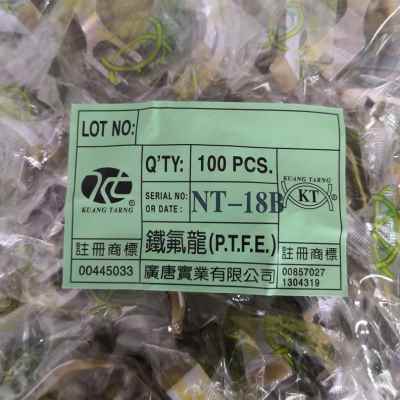 LOT NO:
KUANG TARNG ®
Q'TY: 100 PCS.
SERIAL NO:
OR DATE: NT-18B
KUANG TARNG
KT ®
註冊商標
00445033
鐵氟龍(P.T.F.E.)
廣唐實業有限公司
註冊商標
00857027
1304319